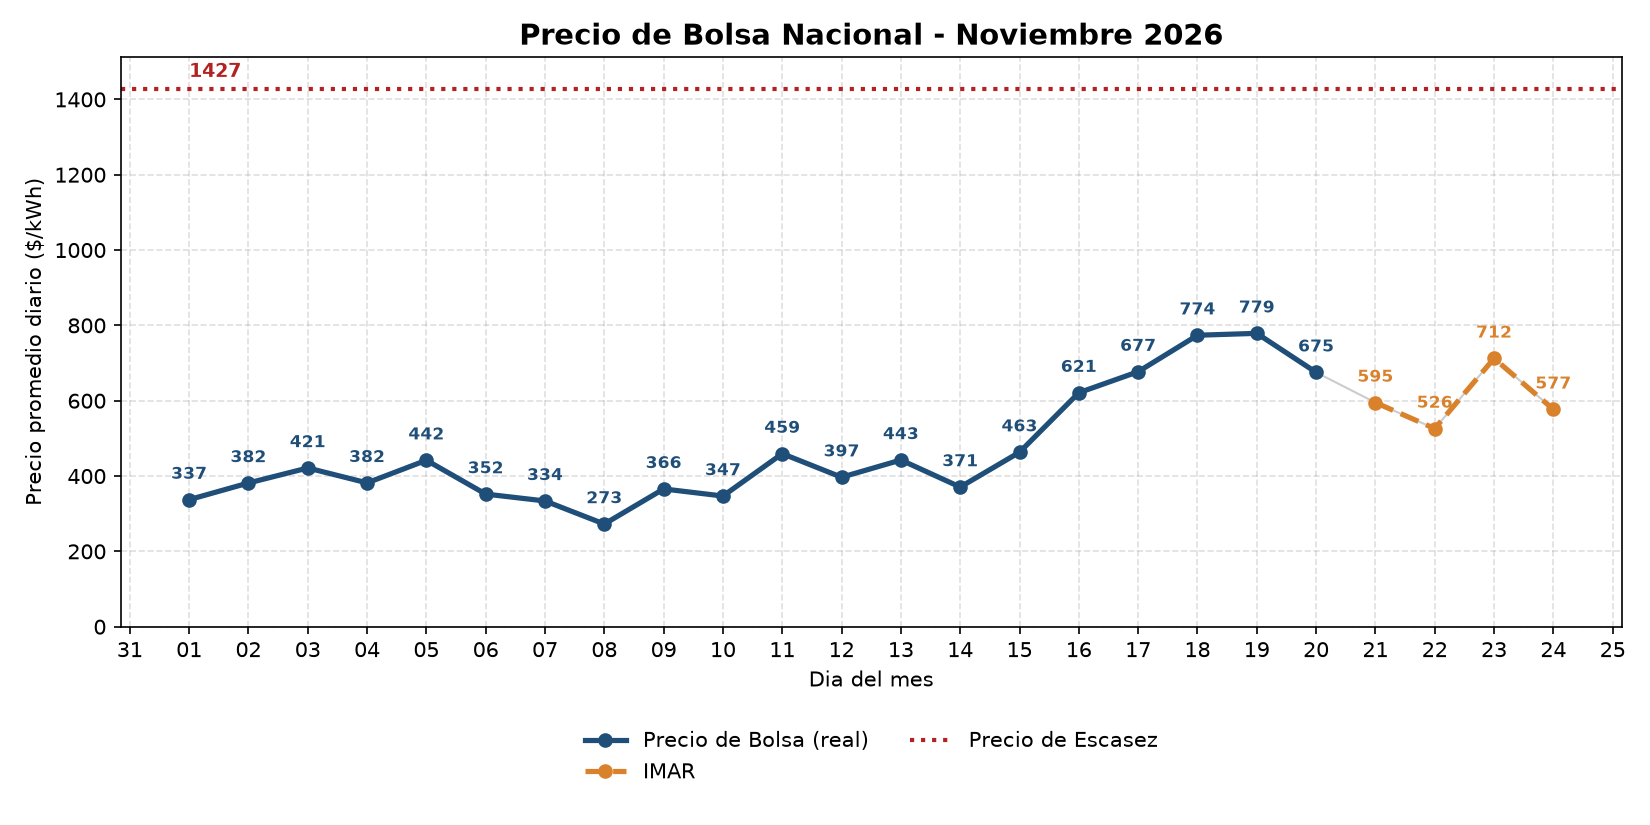 Precio de Bolsa Nacional - Noviembre 2026
1427
Precio promedio diario ($/kWh)
1400
1200
1000
800
600
400
200
0
337 382 421 382 442 352 334 273 366 347 459 397 443 371 463 621 677 774 779 675 595 526 712 577
31 01 02 03 04 05 06 07 08 09 10 11 12 13 14 15 16 17 18 19 20 21 22 23 24 25
Dia del mes
Precio de Bolsa (real) Precio de Escasez
IMAR